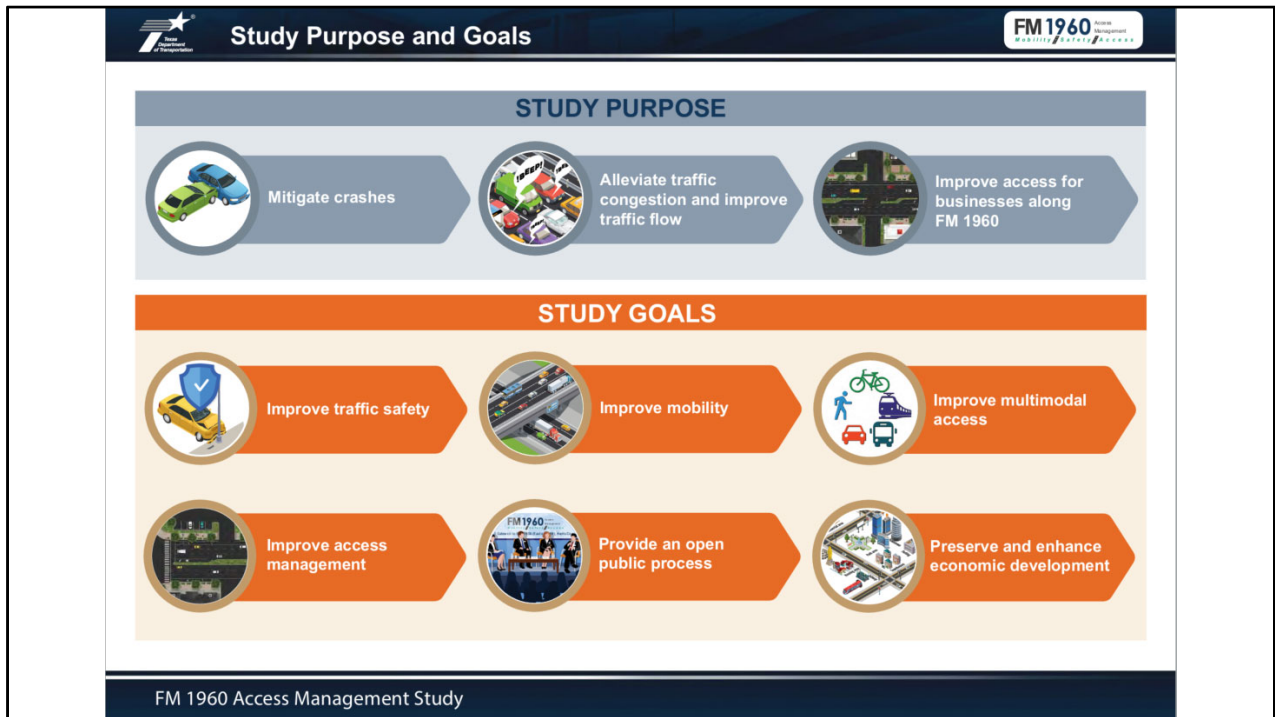 Texas
Department
of Transportation
Study Purpose and Goals
FM 1960 Access
Management
Mobility Safety Access
STUDY PURPOSE
Mitigate crashes
BEEP!
Alleviate traffic
congestion and improve
traffic flow
Improve access for
businesses along
FM 1960
STUDY GOALS
Improve traffic safety
Improve mobility
Improve multimodal
access
Improve access
management
FM 1960
Provide an open
public process
Preserve and enhance
economic development
FM 1960 Access Management Study